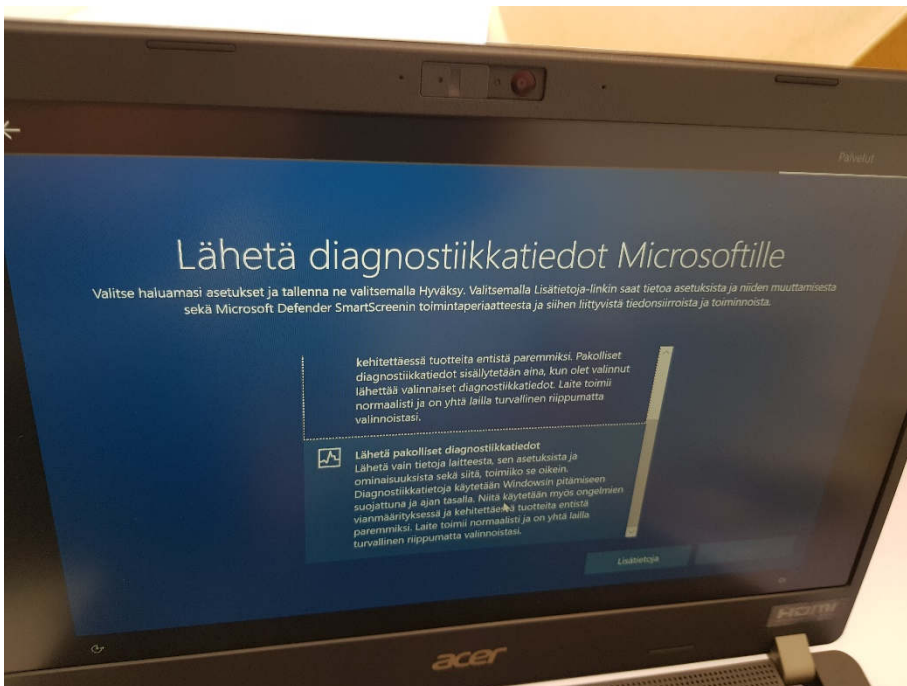 Palvelut
Lähetä diagnostiikkatiedot Microsoftille
Valitse haluamasi asetukset ja tallenna ne valitsemalla Hyväksy. Valitsemalla Lisätietoja-linkin saat tietoa asetuksista ja niiden muuttamisesta
sekä Microsoft Defender SmartScreenin toimintaperiaatteesta ja siihen liittyvistä tiedonsiirroista ja toiminnoista.
kehitettäessä tuotteita entistä paremmiksi. Pakolliset
diagnostiikkatiedot sisällytetään aina, kun olet valinnut
lähettää valinnaiset diagnostiikkatiedot. Laite toimii
normaalisti ja on yhtä lailla turvallinen riippumatta
valinnoistasi.
Lähetä pakolliset diagnostiikkatiedot
Lähetä vain tietoja laitteesta, sen asetuksista ja
ominaisuuksista sekä siitä, toimiiko se oikein.
Diagnostiikkatietoja käytetään Windowsin pitämiseen
suojattuna ja ajan tasalla. Niitä käytetään myös ongelmien
vianmäärityksessä ja kehitettäessä tuotteita entistä
paremmiksi. Laite toimii normaalisti ja on yhtä lailla
turvallinen riippumatta valinnoistasi.
Lisätietoja
HDMI
acer